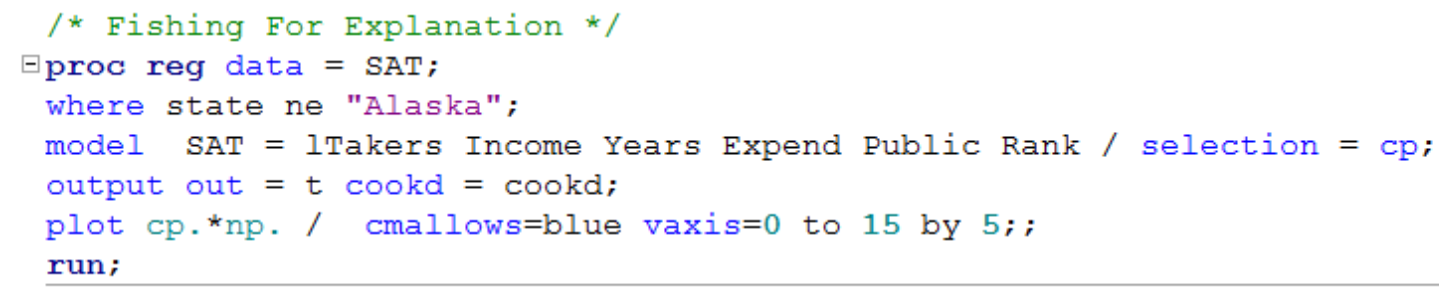 /* Fishing For Explanation */
proc reg data = SAT;
where state ne "Alaska";
model  SAT = lTakers Income Years Expend Public Rank / selection = cp;
output out = t cookd = cookd;
plot cp.*np. /  cmallows=blue vaxis=0 to 15 by 5;;
run;